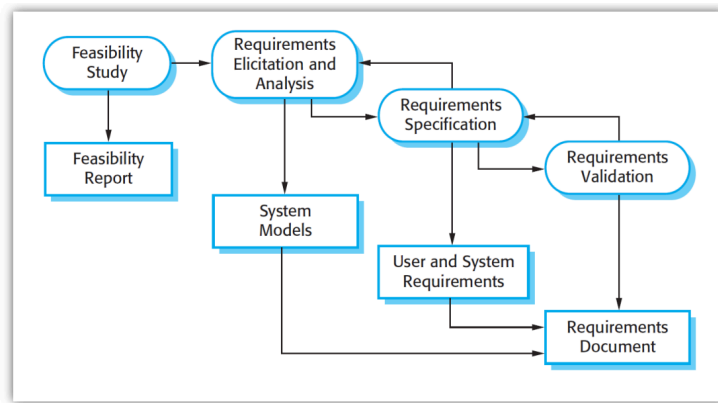 Feasibility
Study
Requirements
Elicitation and
Analysis
Requirements
Specification
Requirements
Validation
Feasibility
Report
System
Models
User and System
Requirements
Requirements
Document